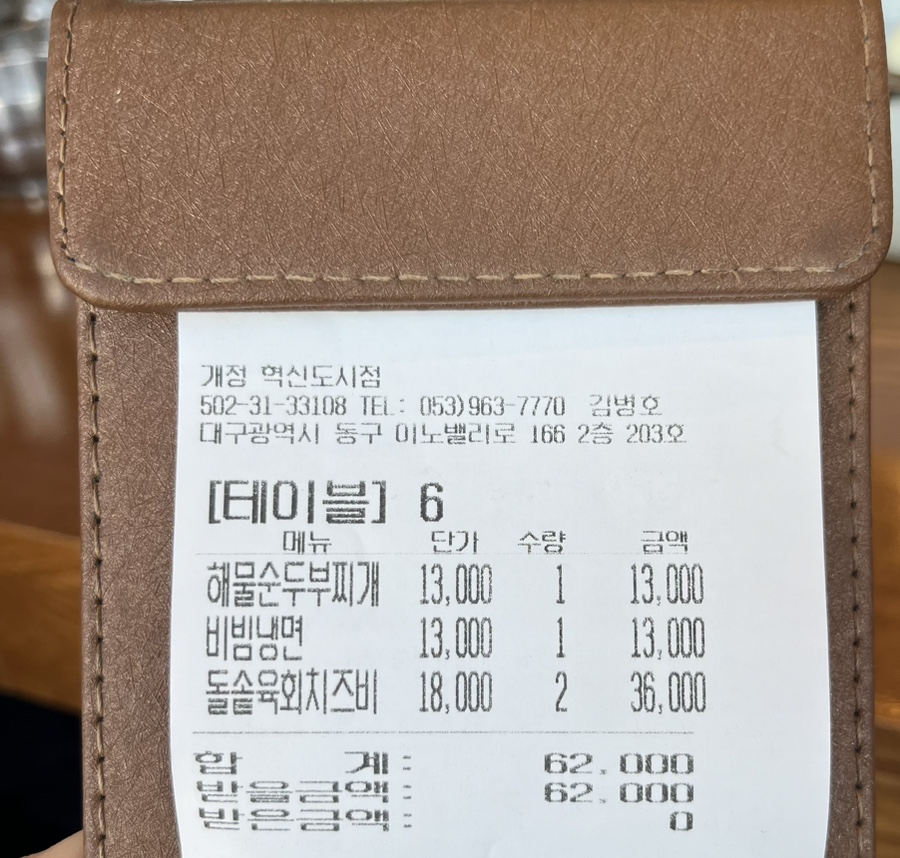 개정 혁신도시점
502-31-33108 TEL: 053)963-7770 김병호
대구광역시 동구 이노밸리로 166 2층 203호
[테이블] 6
메뉴 단가 수량 금액
해물순두부찌개 13,000 1 13,000
비빔냉면 13,000 1 13,000
돌솥육회치즈비 18,000 2 36,000
합 계: 62,000
받을금액: 62,000
받은금액: 0